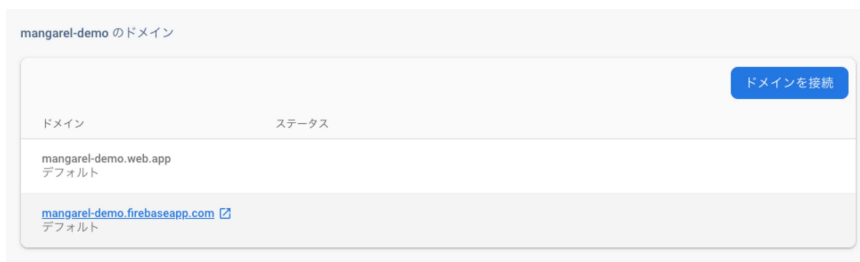 mangarel-demo のドメイン
ドメインを接続
ドメイン ステータス
mangarel-demo.web.app
デフォルト
mangarel-demo.firebaseapp.com
デフォルト